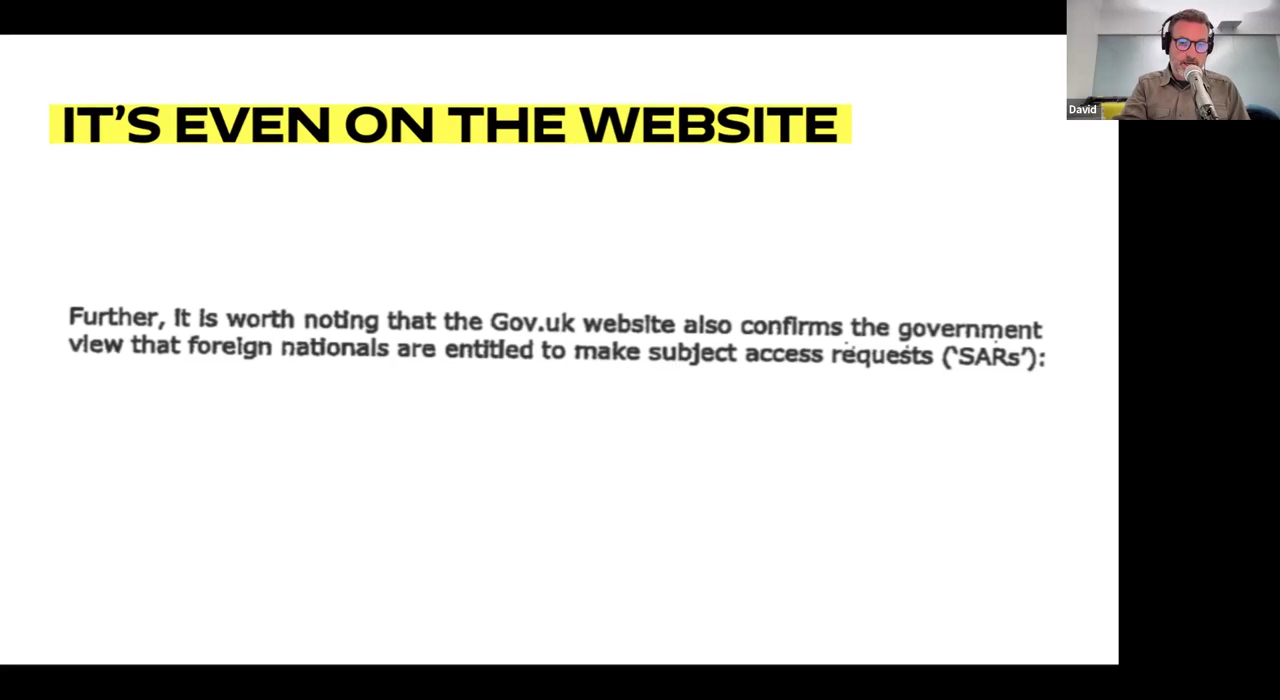 IT’S EVEN ON THE WEBSITE
David
Further, it is worth noting that the Gov.uk website also confirms the government
view that foreign nationals are entitled to make subject access requests (‘SARs’):